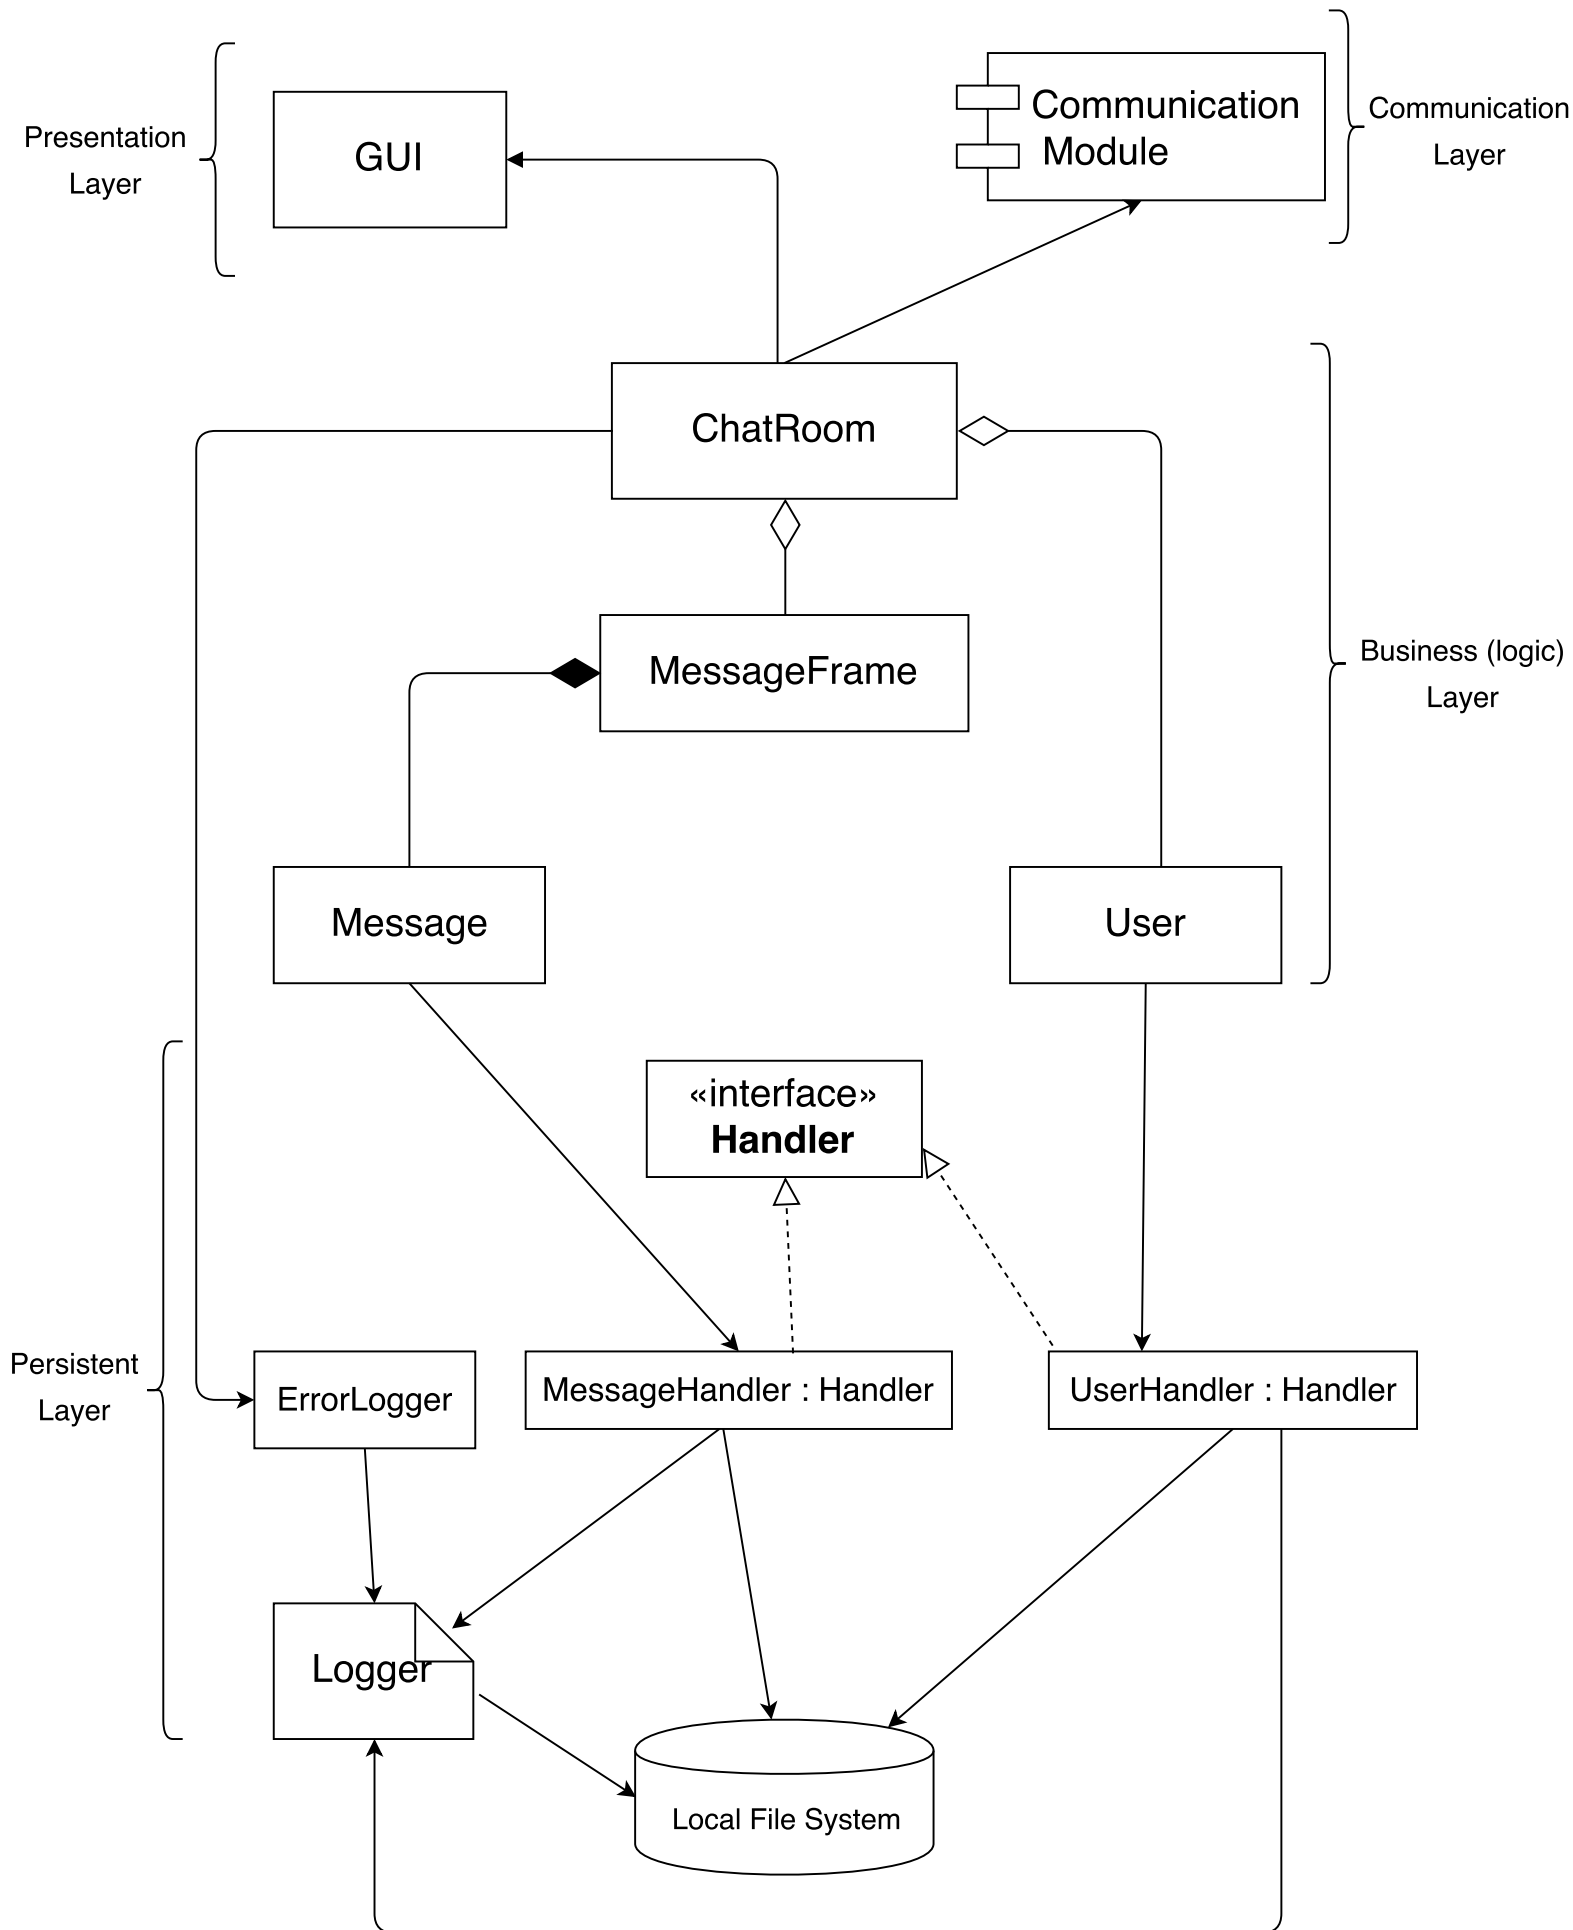 Presentation
Layer
GUI
Communication
Module
Communication
Layer
ChatRoom
MessageFrame
Business (logic)
Layer
Message
User
«interface»
Handler
Persistent
Layer
ErrorLogger
MessageHandler : Handler
UserHandler : Handler
Logger
Local File System